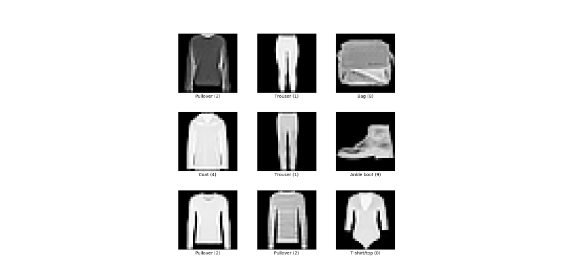 Pullover (2)
Trouser (1)
Bag (8)
Coat (4)
Trouser (1)
Ankle boot (9)
Pullover (2)
Pullover (2)
T-shirt/top (0)